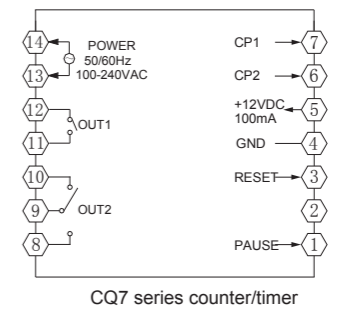 14 POWER CP1 7
50/60Hz
13 100-240VAC CP2 6
12 OUT1 +12VDC 5
100mA
11 GND 4
10 RESET 3
9 OUT2 2
8 PAUSE 1
CQ7 series counter/timer